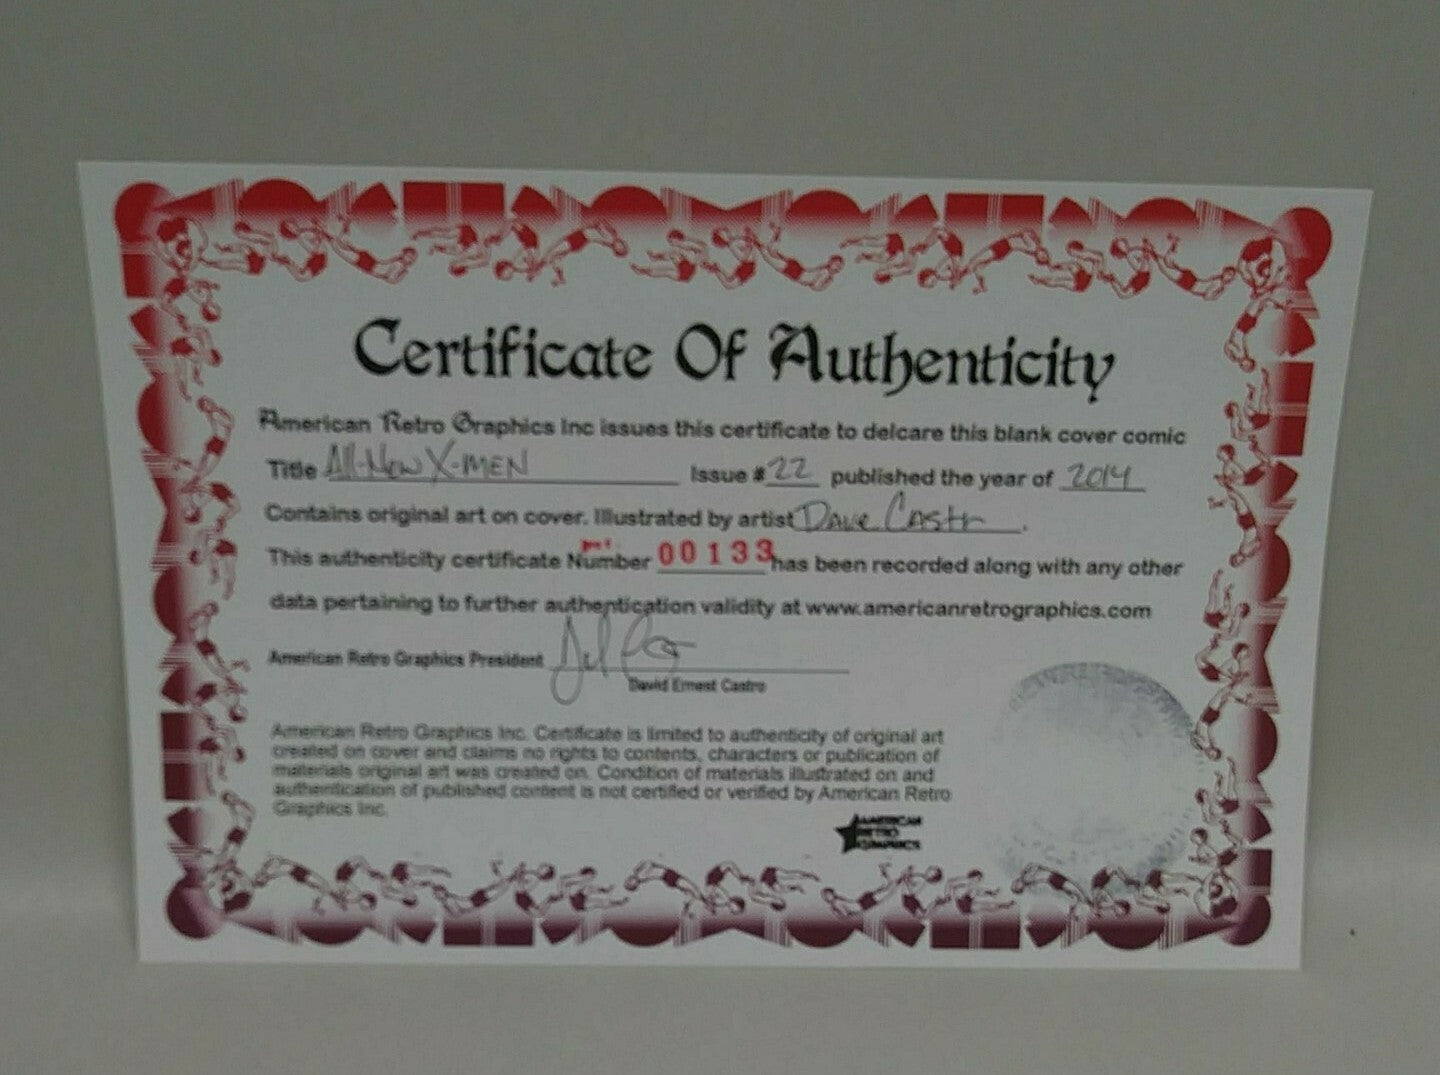 Certificate Of Authenticity
American Retro Graphics Inc issues this certificate to delcare this blank cover comic
Title All-New X-MEN Issue # 22 published the year of 2014
Contains original art on cover. Illustrated by artist Dave Castr.
This authenticity certificate Number 00133 has been recorded along with any other
data pertaining to further authentication validity at www.americanretrographics.com
American Retro Graphics President
David Ernest Castro
American Retro Graphics Inc. Certificate is limited to authenticity of original art
created on cover and claims no rights to contents, characters or publication of
materials original art was created on. Condition of materials illustrated on and
authentication of published content is not certified or verified by American Retro
Graphics Inc.
AMERICAN
RETRO
GRAPHICS